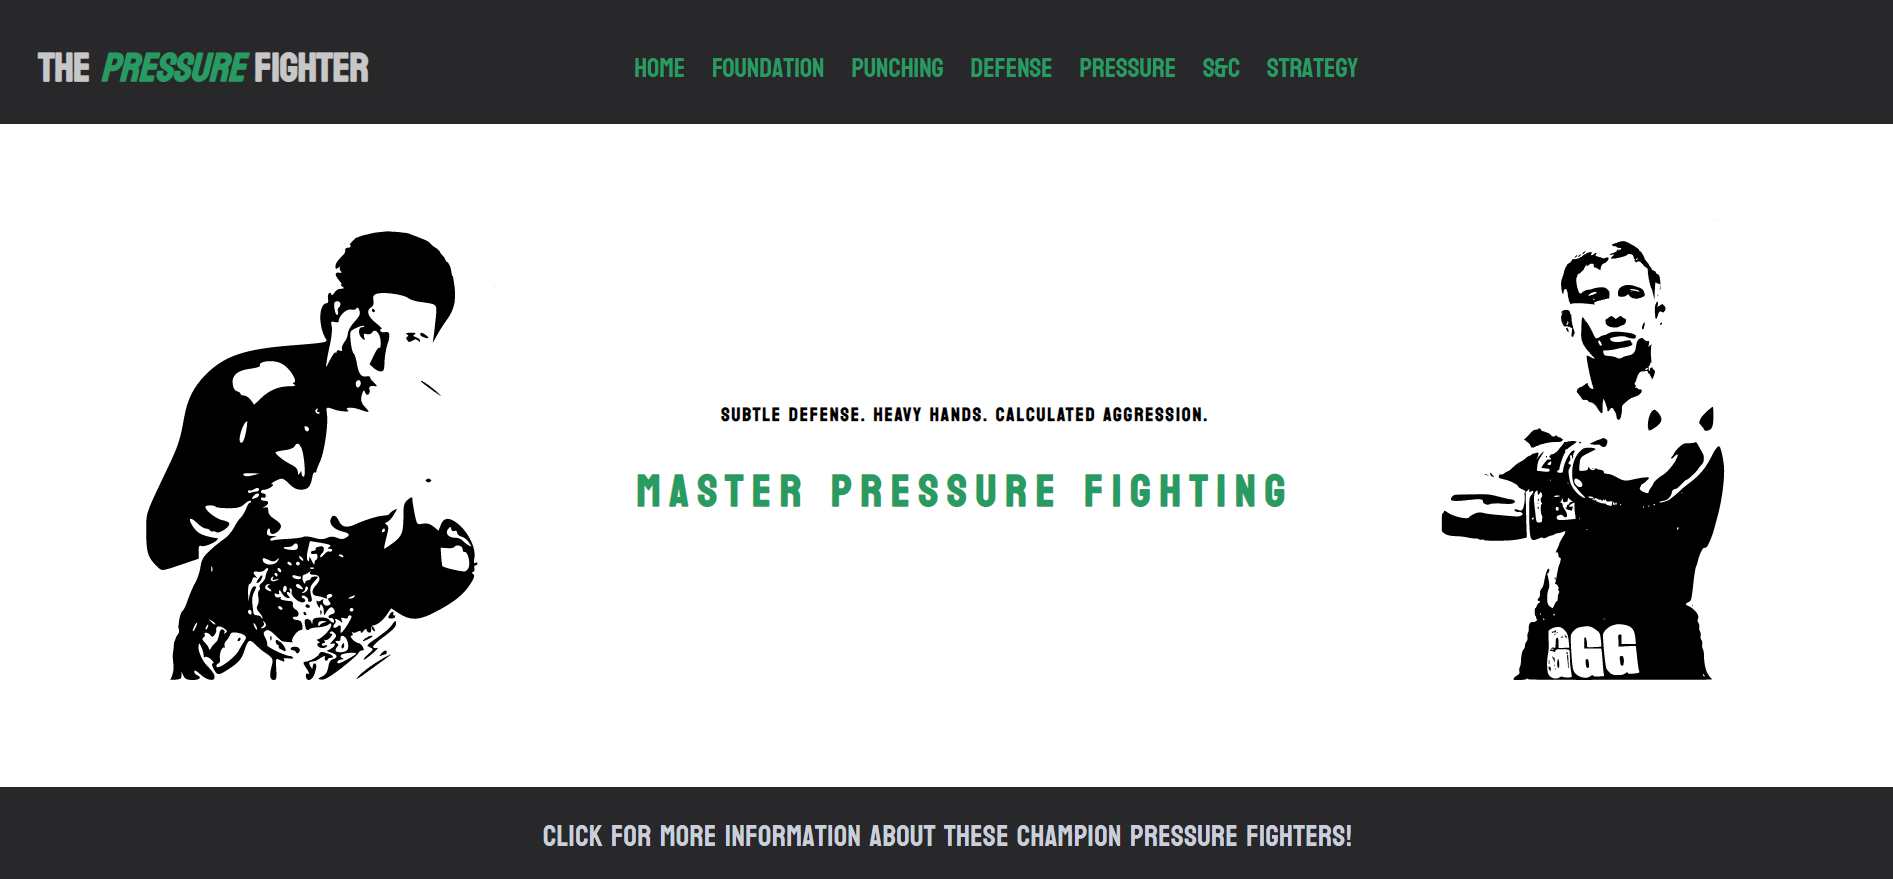 THE PRESSURE FIGHTER
HOME FOUNDATION PUNCHING DEFENSE PRESSURE S&C STRATEGY
SUBTLE DEFENSE. HEAVY HANDS. CALCULATED AGGRESSION.
MASTER PRESSURE FIGHTING
GGG
CLICK FOR MORE INFORMATION ABOUT THESE CHAMPION PRESSURE FIGHTERS!